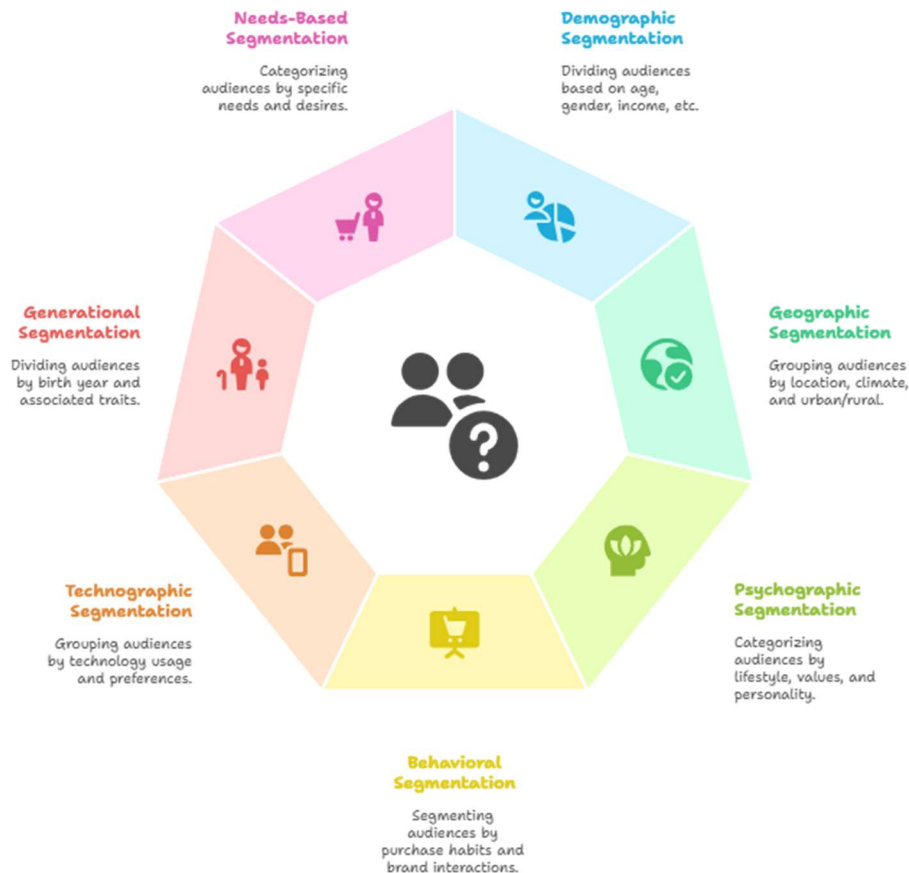 Needs-Based
Segmentation
Categorizing
audiences by specific
needs and desires.
Demographic
Segmentation
Dividing audiences
based on age,
gender, income, etc.
Generational
Segmentation
Dividing audiences
by birth year and
associated traits.
Geographic
Segmentation
Grouping audiences
by location, climate,
and urban/rural.
?
Technographic
Segmentation
Grouping audiences
by technology usage
and preferences.
Psychographic
Segmentation
Categorizing
audiences by
lifestyle, values, and
personality.
Behavioral
Segmentation
Segmenting
audiences by
purchase habits and
brand interactions.